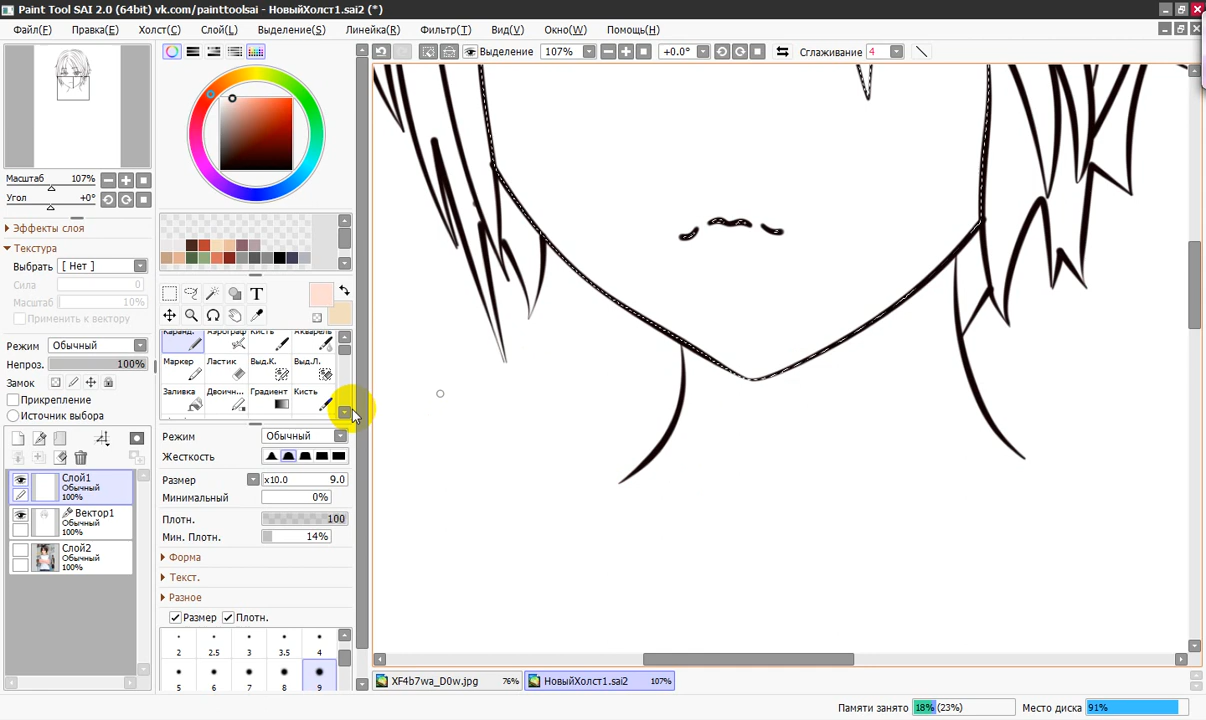 Paint Tool SAI 2.0 (64bit) vk.com/painttoolsai - НовыйХолст1.sai2 (*)
Файл(F) Правка(E) Холст(C) Слой(L) Выделение(S) Линейка(R) Фильтр(T) Вид(V) Окно(W) Помощь(H)
Выделение 107% +0.0° Сглаживание 4
Масштаб 107%
Угол +0°
Эффекты слоя
Текстура
Выбрать [ Нет ]
Сила 0
Масштаб 10%
Применить к вектору
Режим Обычный
Непроз. 100%
Замок
Прикрепление
Источник выбора
Слой1
Обычный
100%
Вектор1
Обычный
100%
Слой2
Обычный
100%
T
Каранд. Аэрограф Кисть Акварель
Маркер Ластик Выд.К. Выд.Л.
Заливка Двоичн... Градиент Кисть
Режим Обычный
Жесткость
Размер x10.0 9.0
Минимальный 0%
Плотн. 100
Мин. Плотн. 14%
Форма
Текст.
Разное
Размер Плотн.
2 2.5 3 3.5 4
5 6 7 8 9
XF4b7wa_D0w.jpg 76% НовыйХолст1.sai2 107%
Памяти занято 18% (23%) Место диска 91%